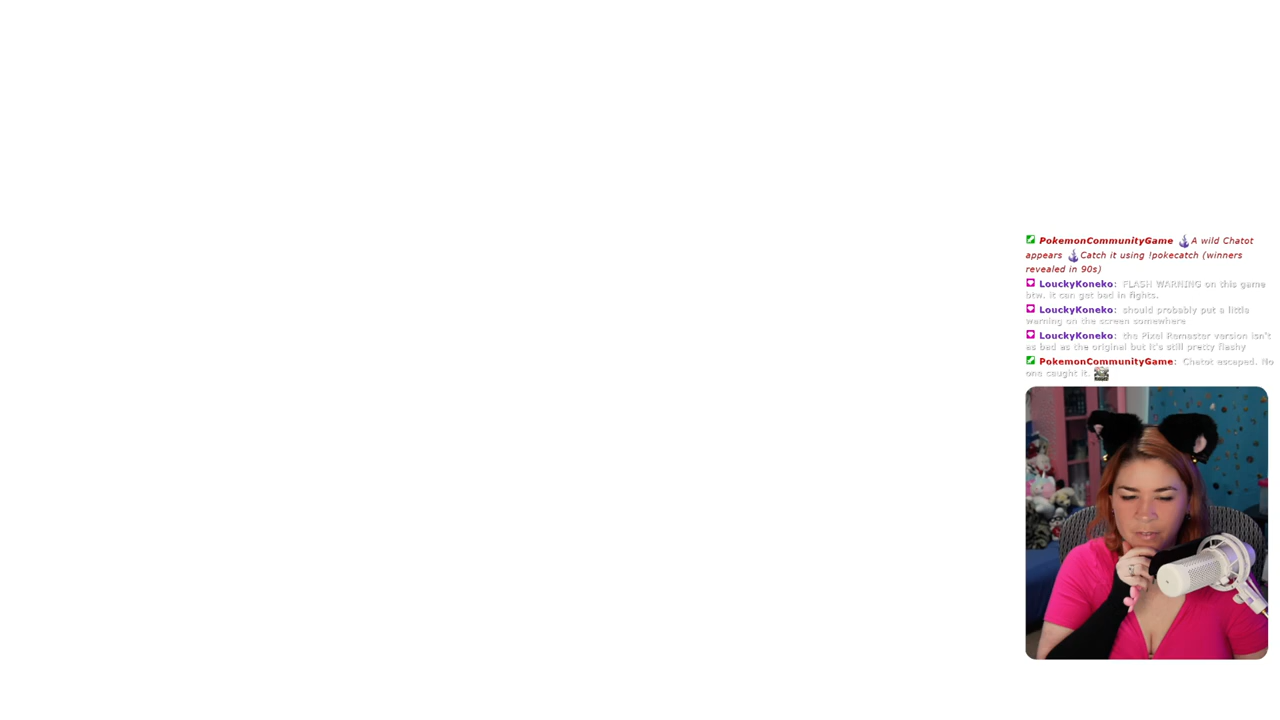 PokemonCommunityGame A wild Chatot
appears Catch it using !pokecatch (winners
revealed in 90s)
LouckyKoneko: FLASH WARNING on this game
btw. it can get bad in fights.
LouckyKoneko: should probably put a little
warning on the screen somewhere
LouckyKoneko: the Pixel Remaster version isn't
as bad as the original but it's still pretty flashy
PokemonCommunityGame: Chatot escaped. No
one caught it.